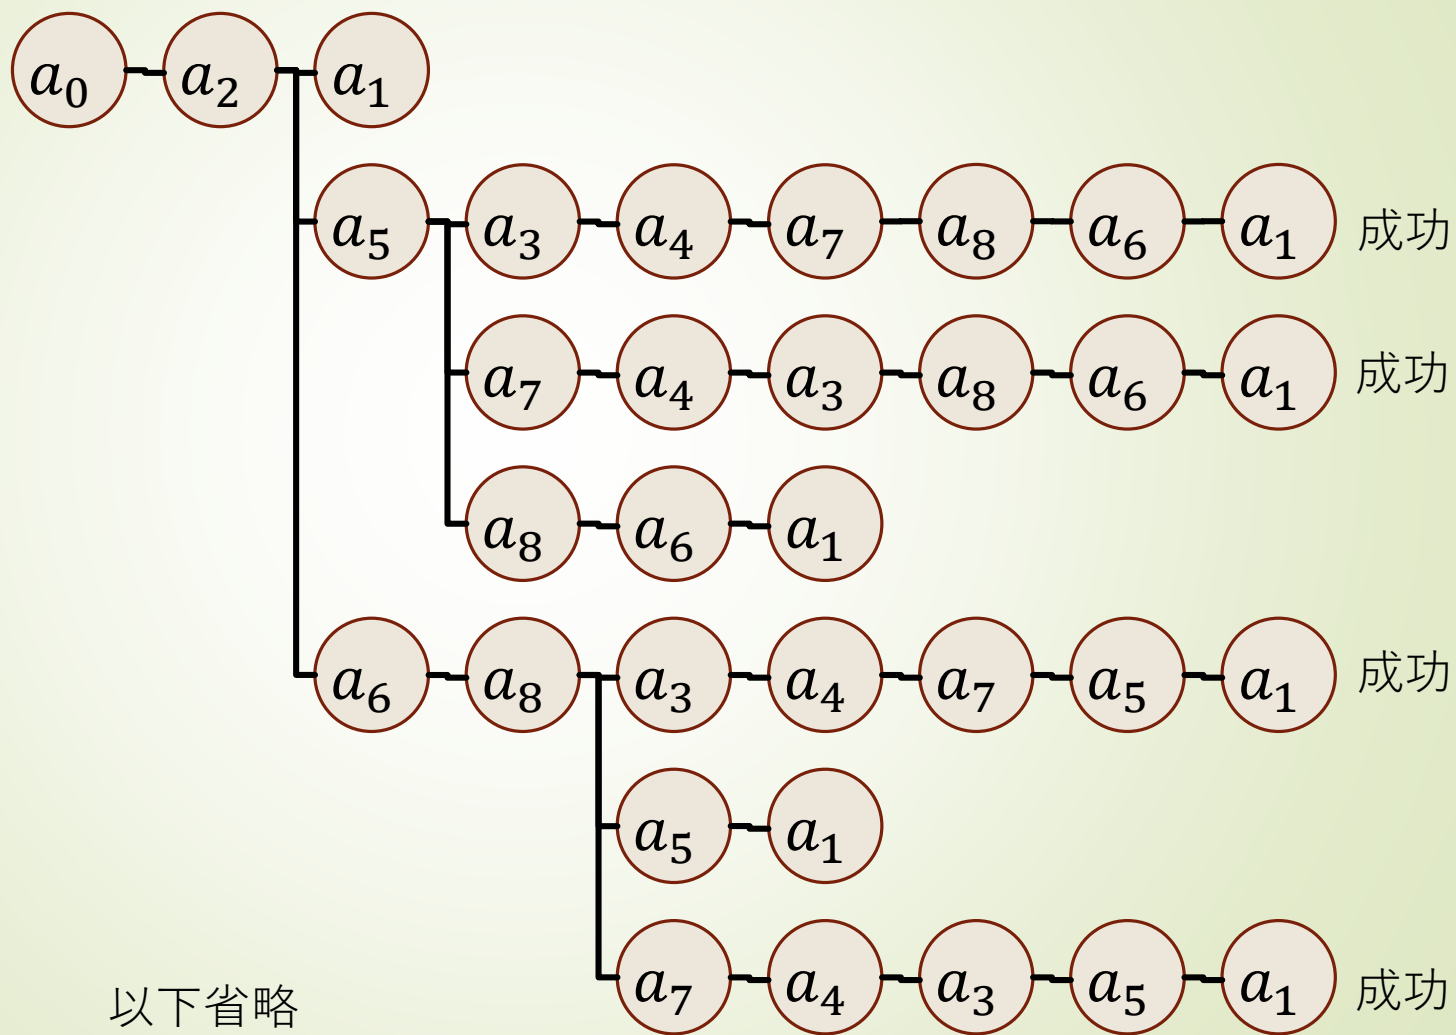 a₀ a₂ a₁
a₅ a₃ a₄ a₇ a₈ a₆ a₁ 成功
a₇ a₄ a₃ a₈ a₆ a₁ 成功
a₈ a₆ a₁
a₆ a₈ a₃ a₄ a₇ a₅ a₁ 成功
a₅ a₁
a₇ a₄ a₃ a₅ a₁ 成功
以下省略